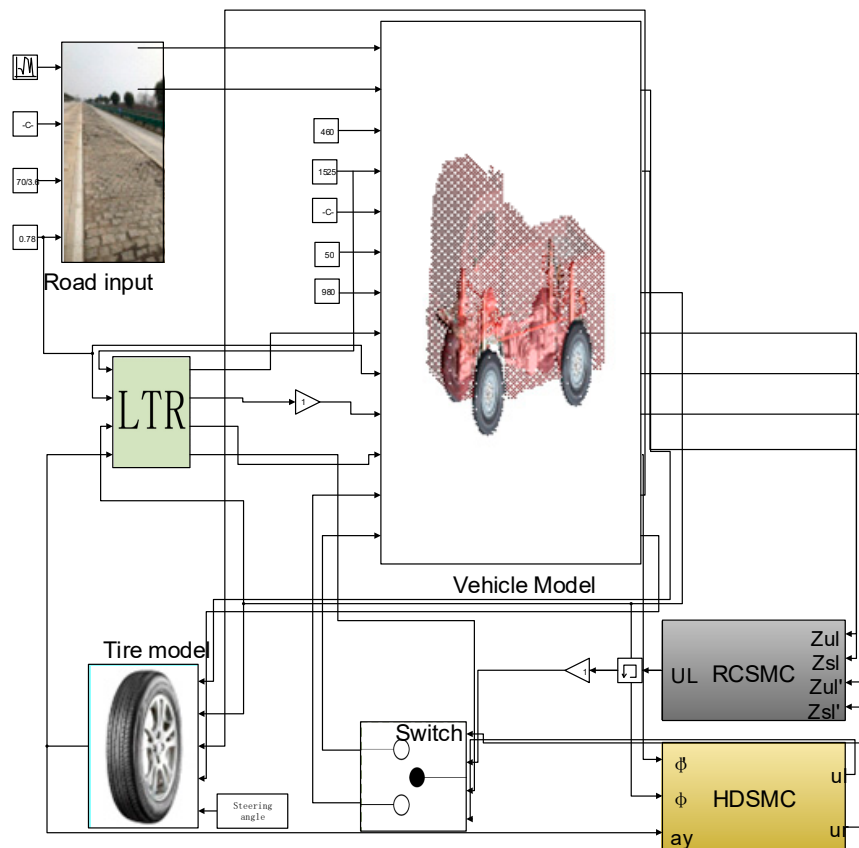 -C-
70/3.6
0.78
Road input
460
1525
-C-
50
980
LTR
1
Vehicle Model
Tire model
Steering
angle
Switch
1
UL
RCSMC
Zul
Zsl
Zul'
Zsl'
ϕ'
ϕ
ay
HDSMC
ul
ur